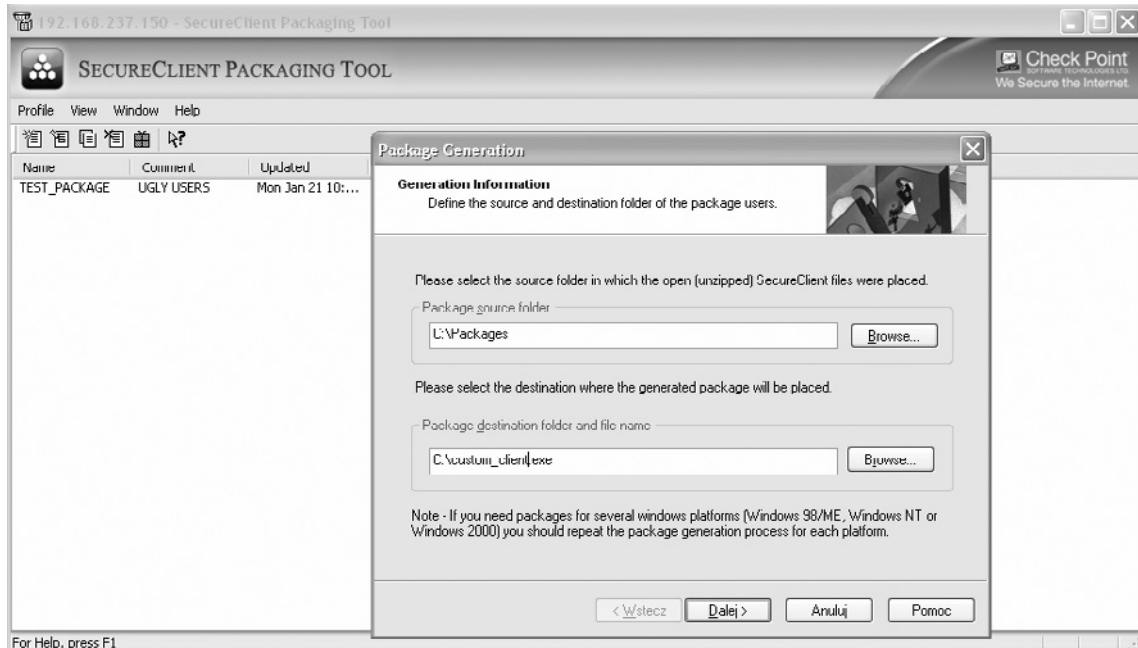 192.168.237.150 - SecureClient Packaging Tool
SECURECLIENT PACKAGING TOOL
Check Point
SOFTWARE TECHNOLOGIES LTD.
We Secure the Internet.
Profile View Window Help
Name Comment Updated
TEST_PACKAGE UGLY USERS Mon Jan 21 10:...
Package Generation
Generation Information
Define the source and destination folder of the package users.
Please select the source folder in which the open (unzipped) SecureClient files were placed.
Package source folder
C:\Packages
Browse...
Please select the destination where the generated package will be placed.
Package destination folder and file name
C:\custom_client.exe
Browse...
Note - If you need packages for several windows platforms (Windows 98/ME, Windows NT or
Windows 2000) you should repeat the package generation process for each platform.
< Wstecz Dalej > Anuluj Pomoc
For Help, press F1